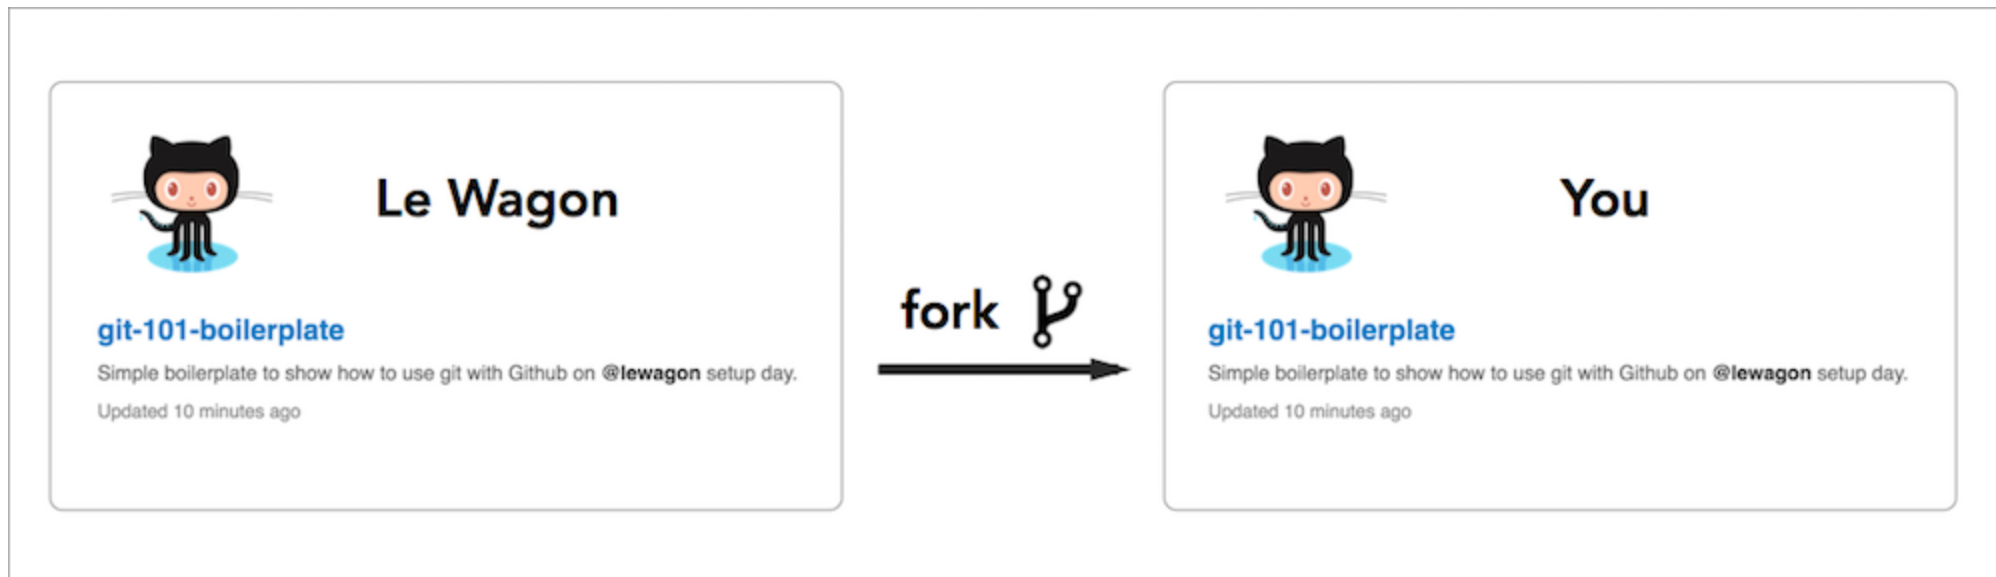 Le Wagon
git-101-boilerplate
Simple boilerplate to show how to use git with Github on @lewagon setup day.
Updated 10 minutes ago
fork
You
git-101-boilerplate
Simple boilerplate to show how to use git with Github on @lewagon setup day.
Updated 10 minutes ago